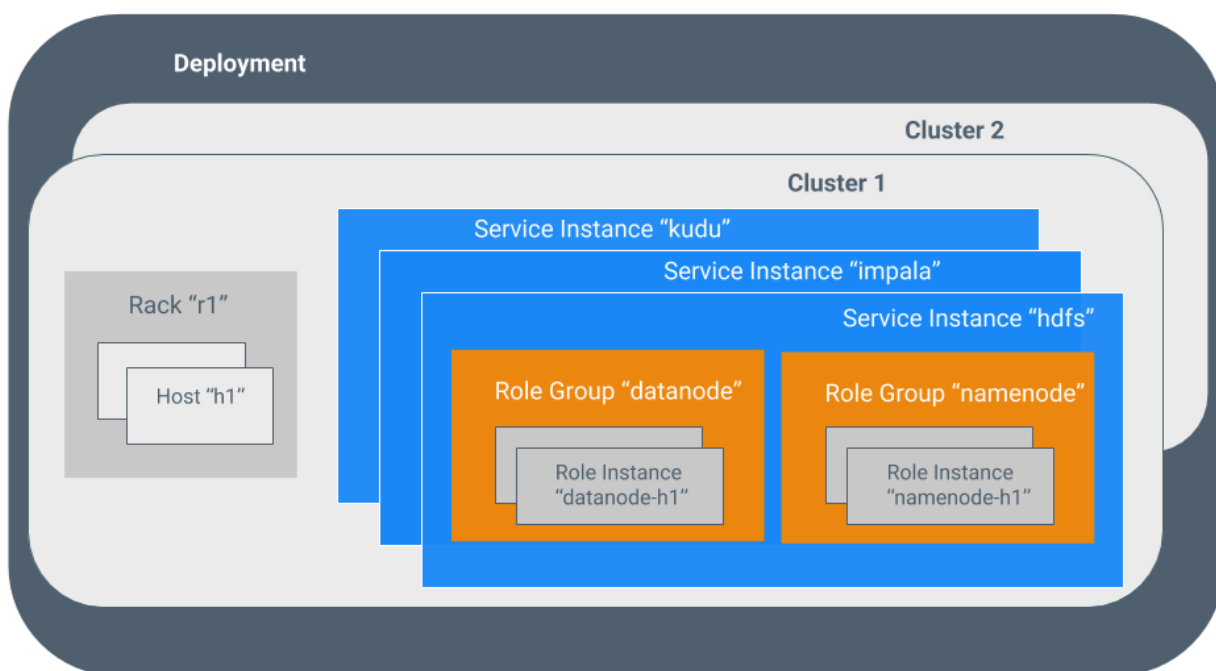 Deployment
Cluster 2
Cluster 1
Service Instance “kudu”
Service Instance “impala”
Service Instance “hdfs”
Rack “r1”
Host “h1”
Role Group “datanode”
Role Instance
“datanode-h1”
Role Group “namenode”
Role Instance
“namenode-h1”